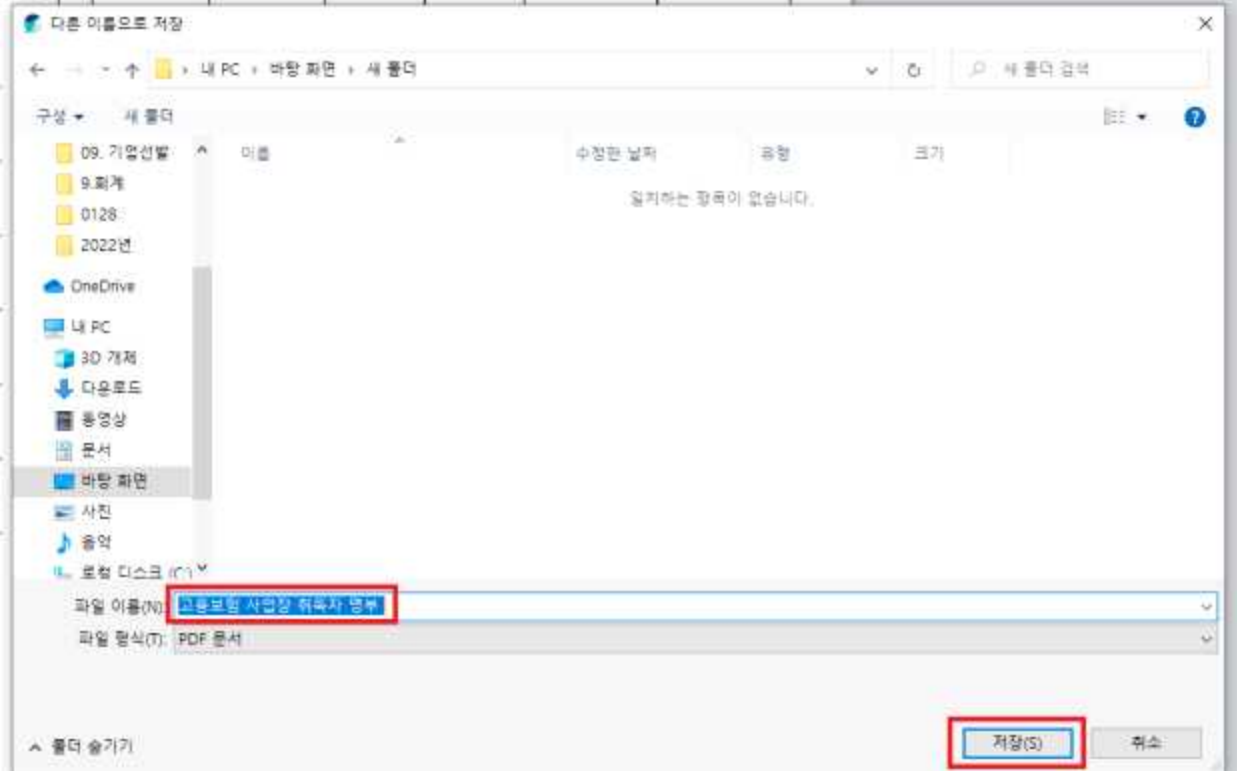 다른 이름으로 저장
내 PC › 바탕 화면 › 새 폴더
새 폴더 검색
구성
새 폴더
09. 기업선발
이름
수정한 날짜
유형
크기
9.회계
일치하는 항목이 없습니다.
0128
2022년
OneDrive
내 PC
3D 개체
다운로드
동영상
문서
바탕 화면
사진
음악
로컬 디스크 (C:)
파일 이름(N): 고용보험 사업장 취득자 명부
파일 형식(T): PDF 문서
폴더 숨기기
저장(S)
취소